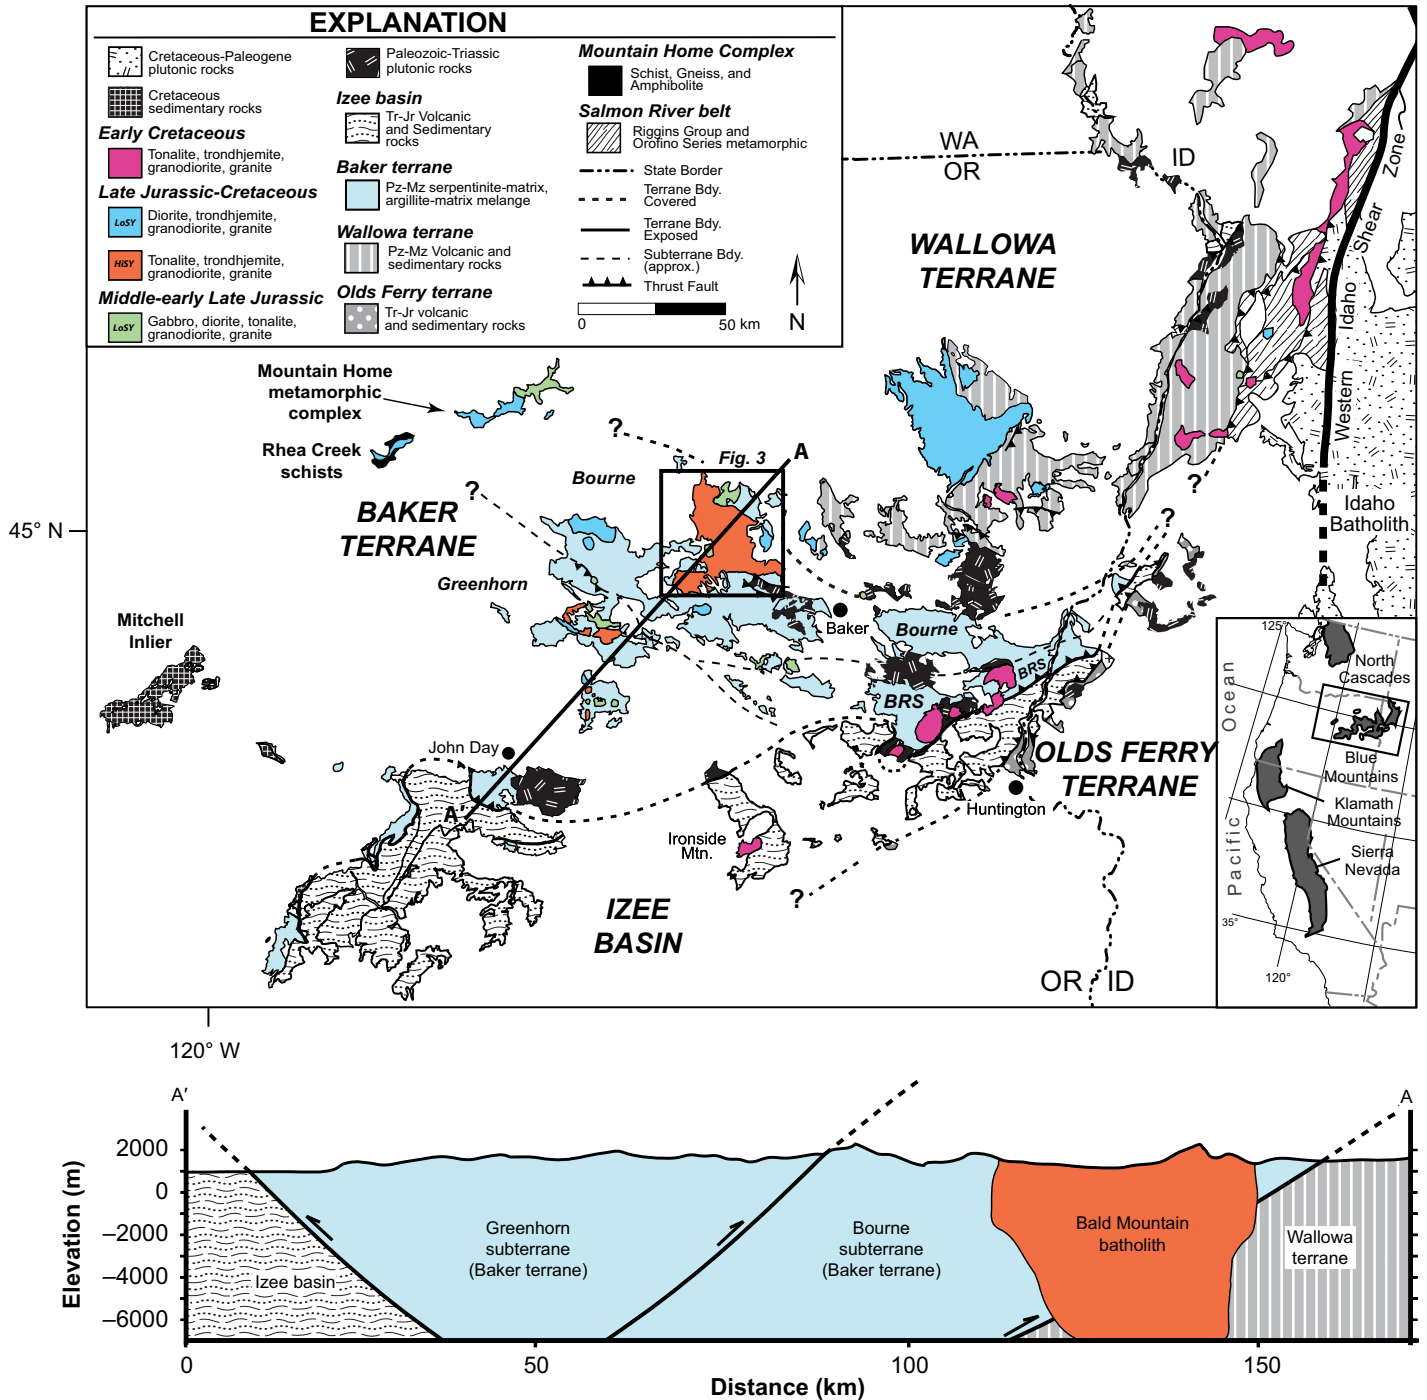 EXPLANATION
Cretaceous-Paleogene
plutonic rocks
Cretaceous
sedimentary rocks
Early Cretaceous
Tonalite, trondhjemite,
granodiorite, granite
Late Jurassic-Cretaceous
LoSY
Diorite, trondhjemite,
granodiorite, granite
HiSY
Tonalite, trondhjemite,
granodiorite, granite
Middle-early Late Jurassic
LoSY
Gabbro, diorite, tonalite,
granodiorite, granite
Paleozoic-Triassic
plutonic rocks
Izee basin
Tr-Jr Volcanic
and Sedimentary
rocks
Baker terrane
Pz-Mz serpentinite-matrix,
argillite-matrix melange
Wallowa terrane
Pz-Mz Volcanic and
sedimentary rocks
Olds Ferry terrane
Tr-Jr volcanic
and sedimentary rocks
Mountain Home Complex
Schist, Gneiss, and
Amphibolite
Salmon River belt
Riggins Group and
Orofino Series metamorphic
State Border
Terrane Bdy.
Covered
Terrane Bdy.
Exposed
Subterrane Bdy.
(approx.)
Thrust Fault
0
50 km
N
WA
OR
ID
WALLOWA
TERRANE
Western Idaho Shear Zone
Mountain Home
metamorphic
complex
Rhea Creek
schists
?
?
Bourne
Fig. 3
A
BAKER
TERRANE
Greenhorn
45° N
?
?
Idaho
Batholith
Mitchell
Inlier
Baker
Bourne
BRS
BRS
John Day
A'
OLDS FERRY
TERRANE
Huntington
Ironside
Mtn.
?
IZEE
BASIN
OR
ID
125°
North
Cascades
Blue
Mountains
Klamath
Mountains
Sierra
Nevada
Pacific Ocean
35°
120°
120° W
A′
A
Elevation (m)
2000
0
–2000
–4000
–6000
Izee basin
Greenhorn
subterrane
(Baker terrane)
Bourne
subterrane
(Baker terrane)
Bald Mountain
batholith
Wallowa
terrane
0
50
100
150
Distance (km)